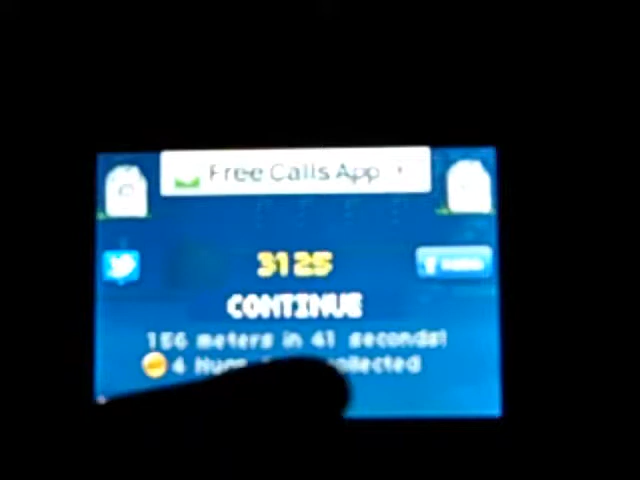 Free Calls App
3125
CONTINUE
156 meters in 41 seconds!
4 collected